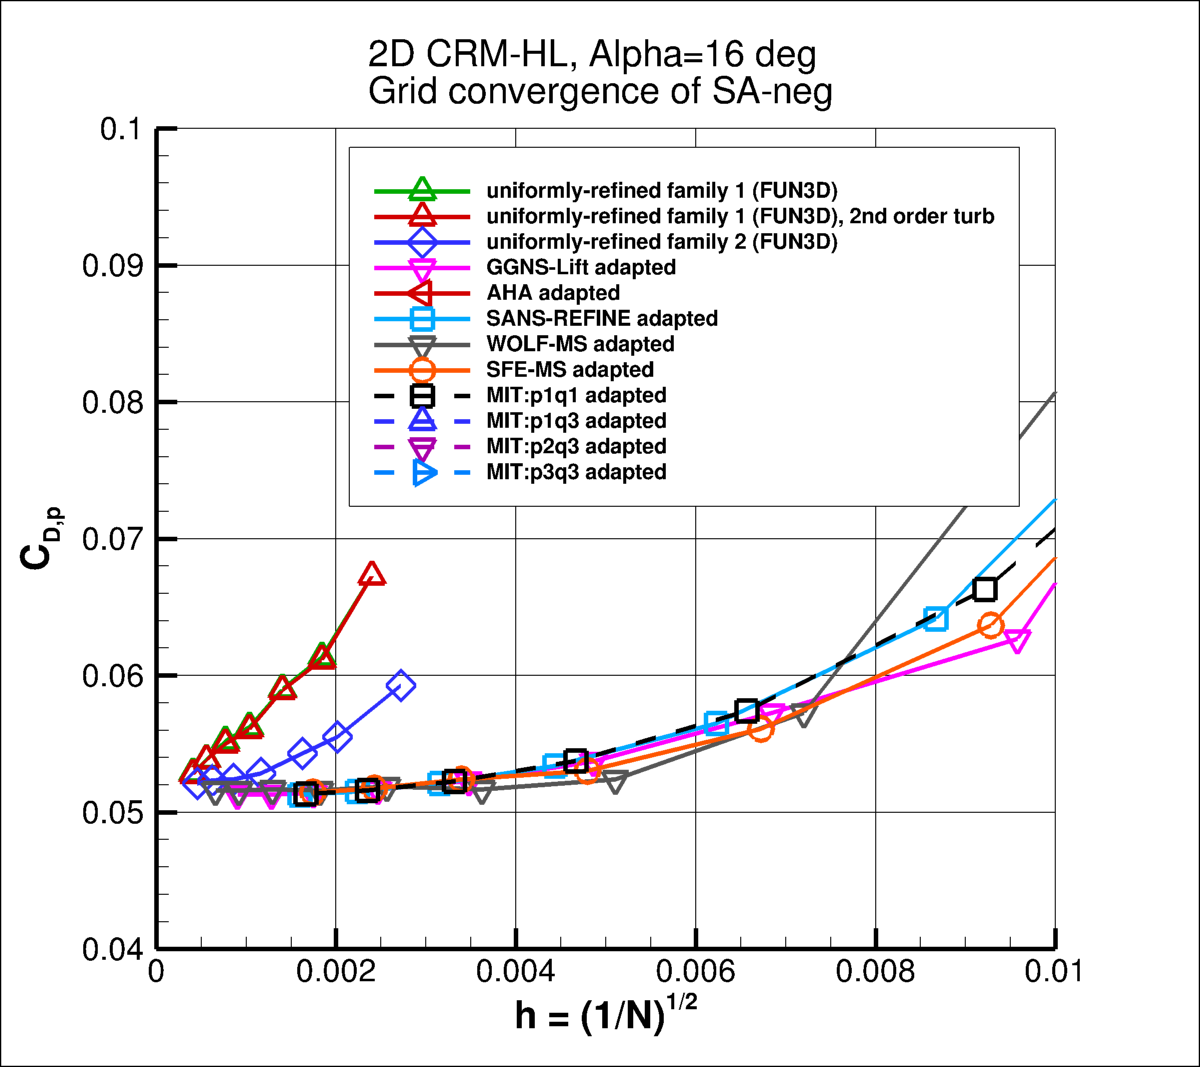 2D CRM-HL, Alpha=16 deg
Grid convergence of SA-neg
0.1
0.09
0.08
0.07
0.06
0.05
0.04
C_D,p
uniformly-refined family 1 (FUN3D)
uniformly-refined family 1 (FUN3D), 2nd order turb
uniformly-refined family 2 (FUN3D)
GGNS-Lift adapted
AHA adapted
SANS-REFINE adapted
WOLF-MS adapted
SFE-MS adapted
MIT:p1q1 adapted
MIT:p1q3 adapted
MIT:p2q3 adapted
MIT:p3q3 adapted
0 0.002 0.004 0.006 0.008 0.01
h = (1/N)^1/2